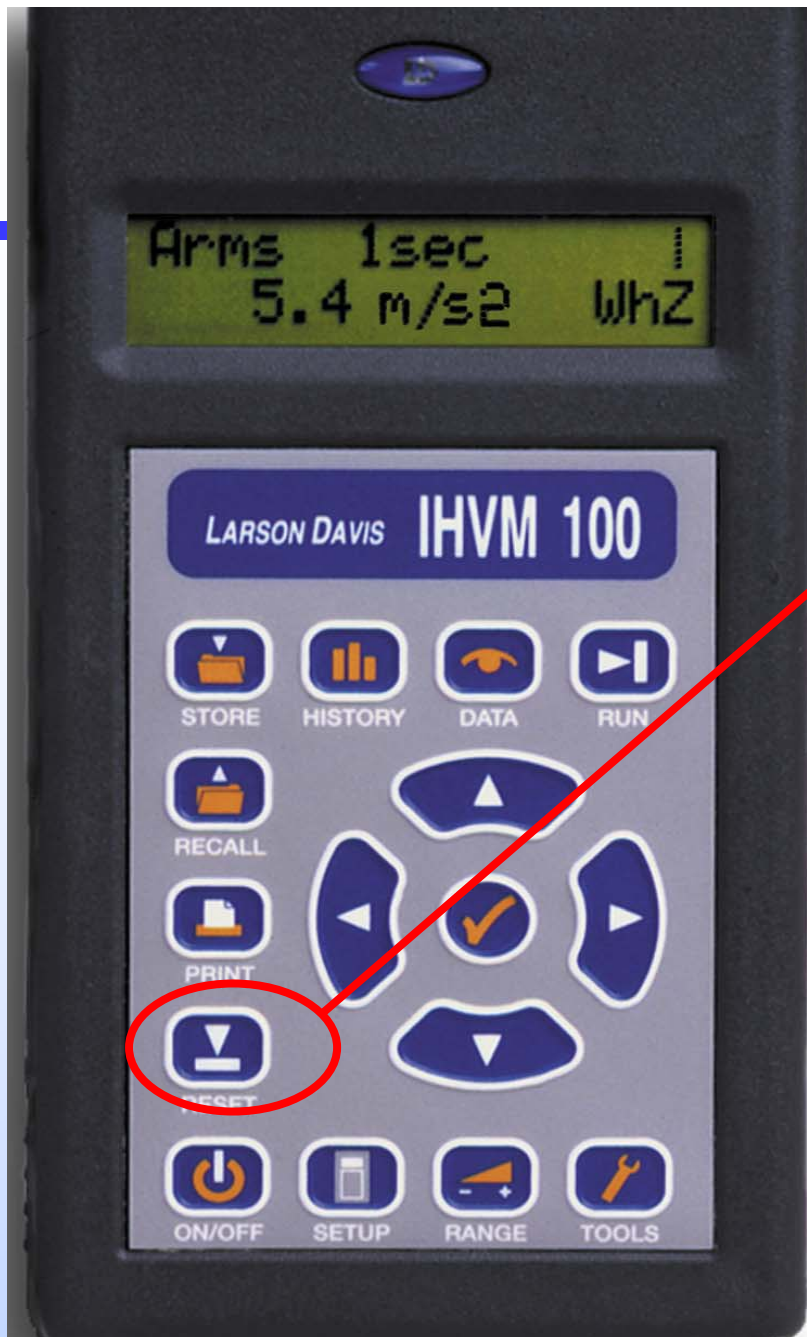 Arms 1sec
5.4 m/s2 WhZ
LARSON DAVIS IHVM 100
STORE HISTORY DATA RUN
RECALL
PRINT
RESET
ON/OFF SETUP RANGE TOOLS